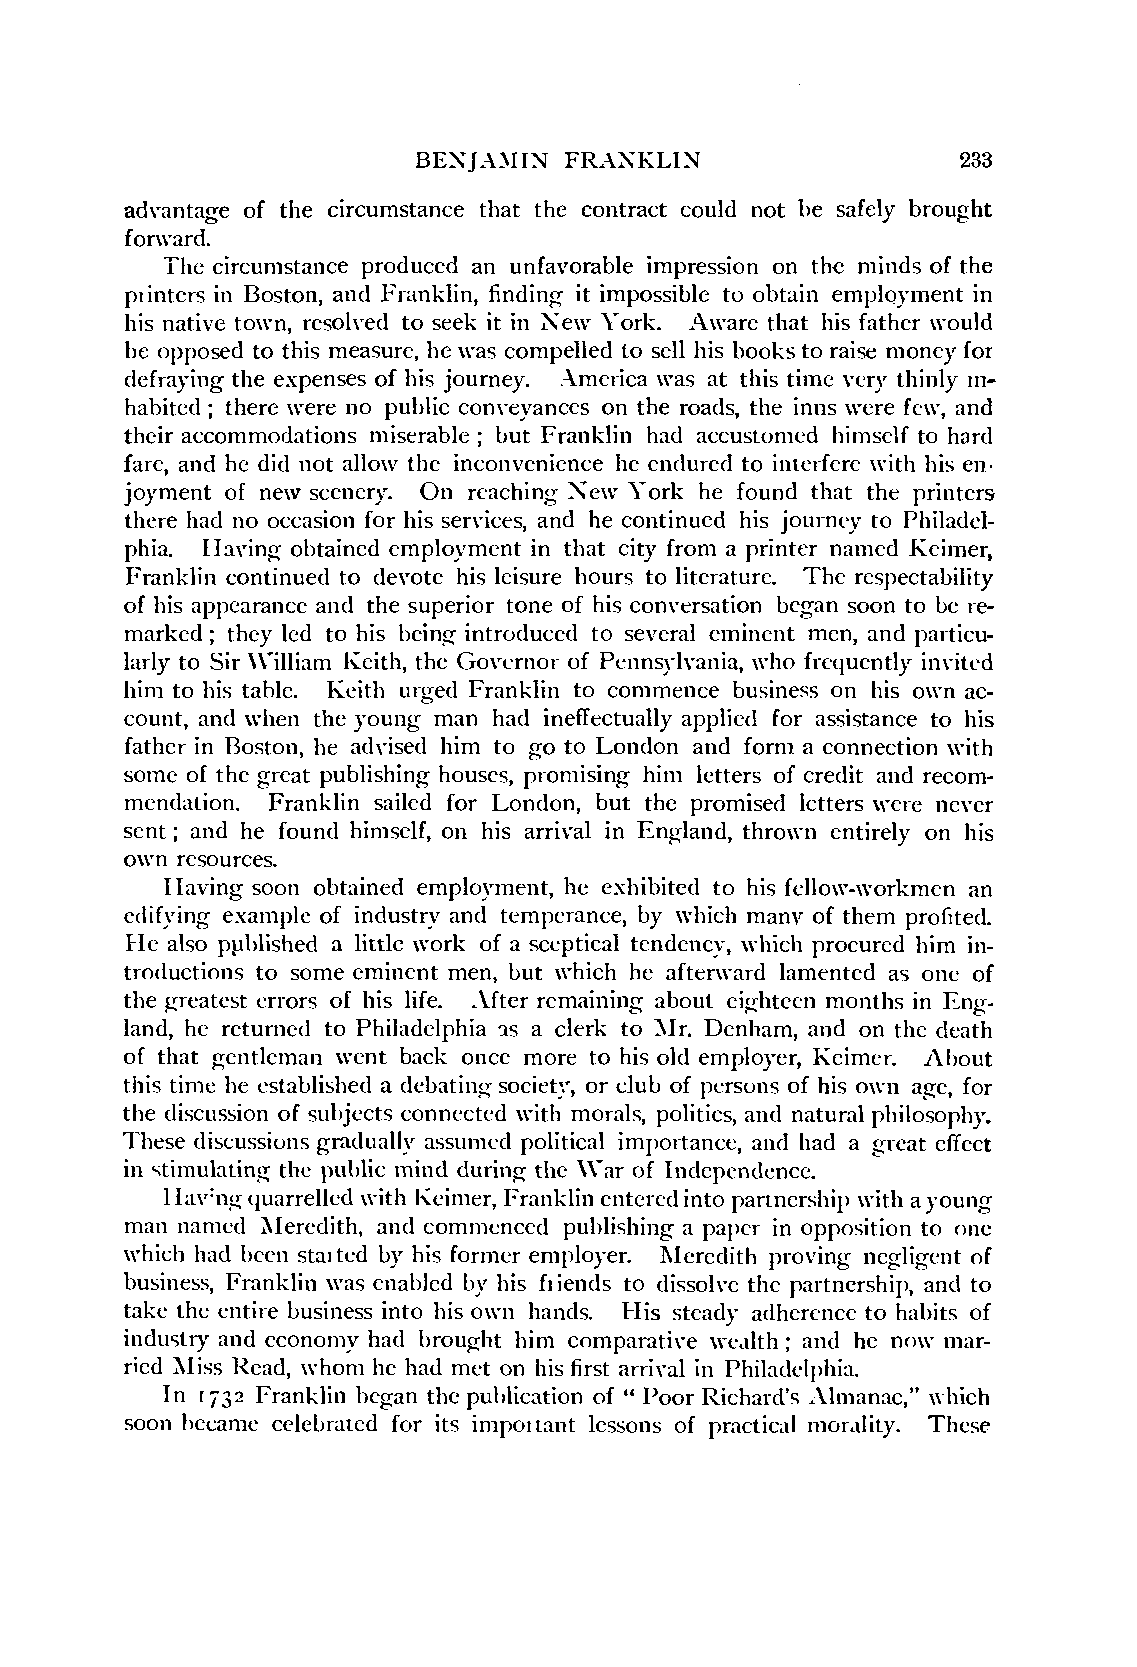 BENJAMIN FRANKLIN 233
advantage of the circumstance that the contract could not be safely brought
forward.
The circumstance produced an unfavorable impression on the minds of the
printers in Boston, and Franklin, finding it impossible to obtain employment in
his native town, resolved to seek it in New York. Aware that his father would
be opposed to this measure, he was compelled to sell his books to raise money for
defraying the expenses of his journey. America was at this time very thinly in-
habited ; there were no public conveyances on the roads, the inns were few, and
their accommodations miserable ; but Franklin had accustomed himself to hard
fare, and he did not allow the inconvenience he endured to interfere with his en-
joyment of new scenery. On reaching New York he found that the printers
there had no occasion for his services, and he continued his journey to Philadel-
phia. Having obtained employment in that city from a printer named Keimer,
Franklin continued to devote his leisure hours to literature. The respectability
of his appearance and the superior tone of his conversation began soon to be re-
marked ; they led to his being introduced to several eminent men, and particu-
larly to Sir William Keith, the Governor of Pennsylvania, who frequently invited
him to his table. Keith urged Franklin to commence business on his own ac-
count, and when the young man had ineffectually applied for assistance to his
father in Boston, he advised him to go to London and form a connection with
some of the great publishing houses, promising him letters of credit and recom-
mendation. Franklin sailed for London, but the promised letters were never
sent ; and he found himself, on his arrival in England, thrown entirely on his
own resources.
Having soon obtained employment, he exhibited to his fellow-workmen an
edifying example of industry and temperance, by which many of them profited.
He also published a little work of a sceptical tendency, which procured him in-
troductions to some eminent men, but which he afterward lamented as one of
the greatest errors of his life. After remaining about eighteen months in Eng-
land, he returned to Philadelphia as a clerk to Mr. Denham, and on the death
of that gentleman went back once more to his old employer, Keimer. About
this time he established a debating society, or club of persons of his own age, for
the discussion of subjects connected with morals, politics, and natural philosophy.
These discussions gradually assumed political importance, and had a great effect
in stimulating the public mind during the War of Independence.
Having quarrelled with Keimer, Franklin entered into partnership with a young
man named Meredith, and commenced publishing a paper in opposition to one
which had been started by his former employer. Meredith proving negligent of
business, Franklin was enabled by his friends to dissolve the partnership, and to
take the entire business into his own hands. His steady adherence to habits of
industry and economy had brought him comparative wealth ; and he now mar-
ried Miss Read, whom he had met on his first arrival in Philadelphia.
In 1732 Franklin began the publication of “ Poor Richard’s Almanac,” which
soon became celebrated for its important lessons of practical morality. These